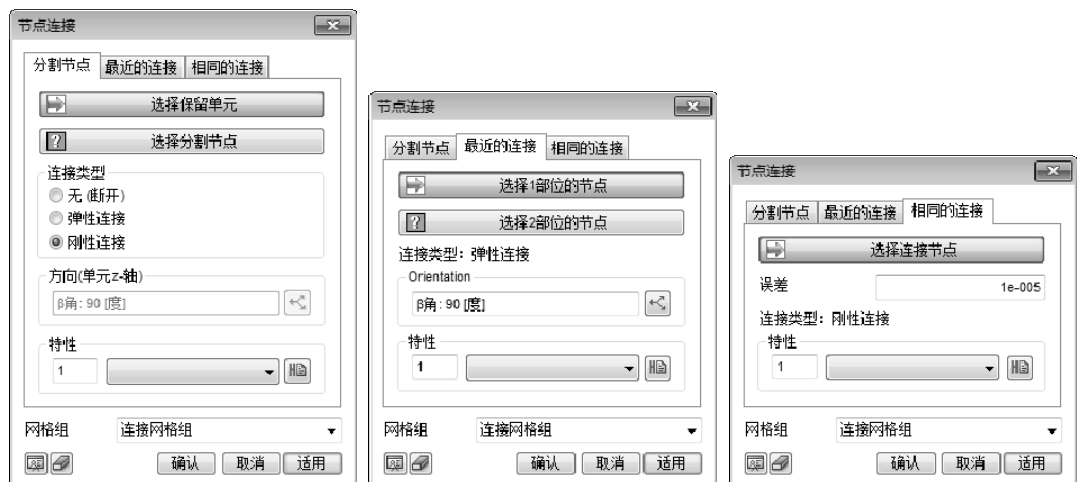 节点连接
分割节点 最近的连接 相同的连接
选择保留单元
选择分割节点
连接类型
无 (断开)
弹性连接
刚性连接
方向(单元z-轴)
β角: 90 [度]
特性
1
网格组 连接网格组
确认 取消 适用
节点连接
分割节点 最近的连接 相同的连接
选择1部位的节点
选择2部位的节点
连接类型: 弹性连接
Orientation
β角: 90 [度]
特性
1
网格组 连接网格组
确认 取消 适用
节点连接
分割节点 最近的连接 相同的连接
选择连接节点
误差 1e-005
连接类型: 刚性连接
特性
1
网格组 连接网格组
确认 取消 适用